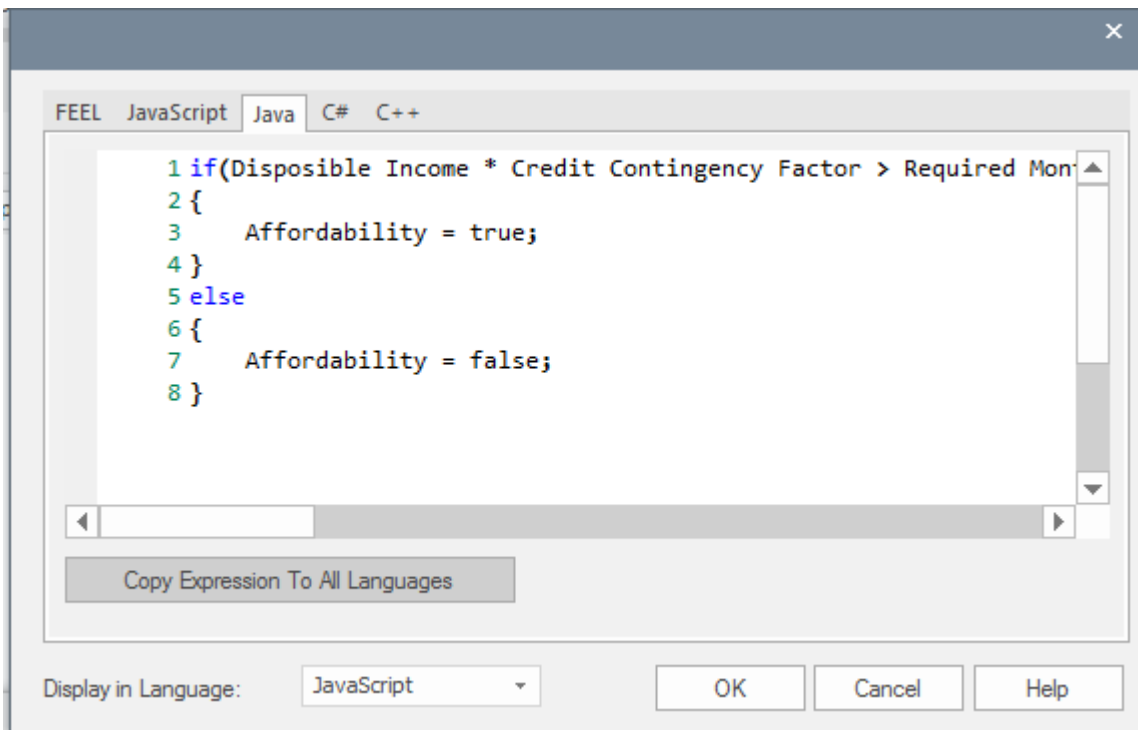 FEEL JavaScript Java C# C++
1 if(Disposible Income * Credit Contingency Factor > Required
2 {
3 Affordability = true;
4 }
5 else
6 {
7 Affordability = false;
8 }
Copy Expression To All Languages
Display in Language: JavaScript OK Cancel Help